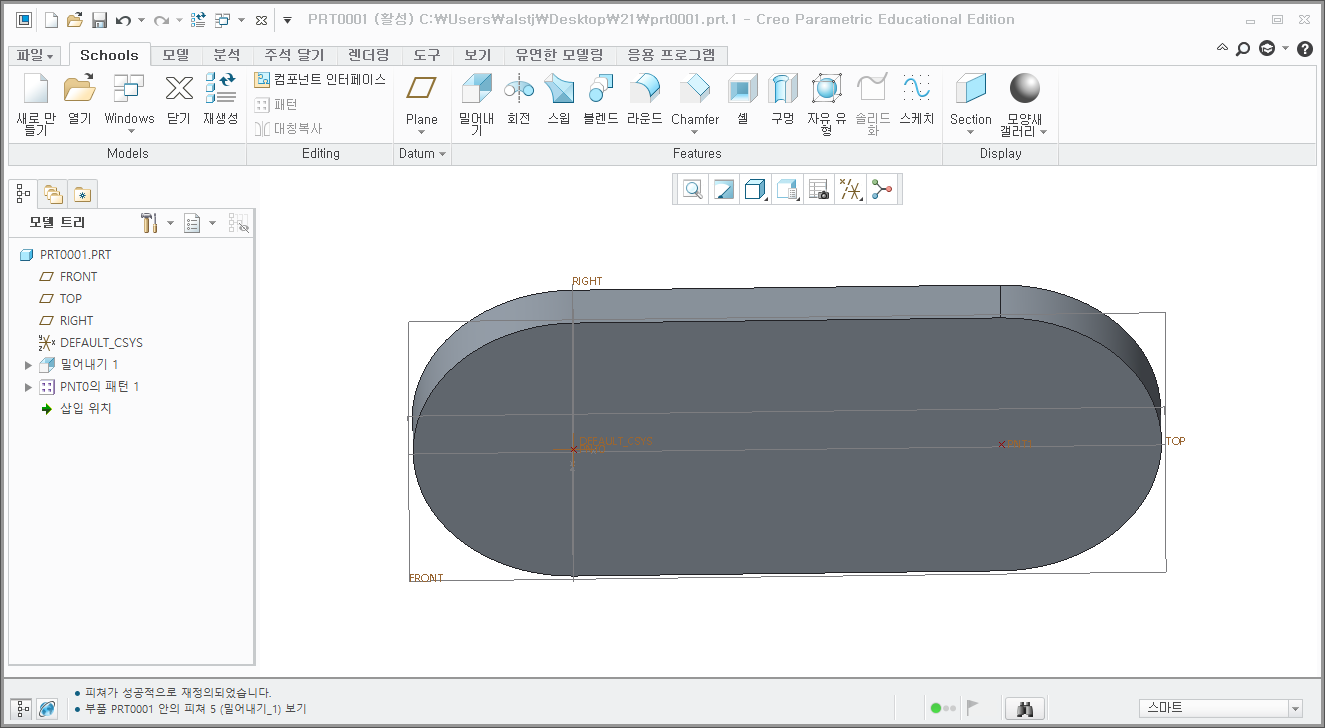 PRT0001 (활성) C:￦Users￦alstj￦Desktop￦21￦prt0001.prt.1 - Creo Parametric Educational Edition
파일 Schools 모델 분석 주석 달기 렌더링 도구 보기 유연한 모델링 응용 프로그램
새로 만들기 열기 Windows 닫기 재생성
컴포넌트 인터페이스
패턴
대칭복사
Plane
밀어내기 회전 스윕 블렌드 라운드 Chamfer 셸 구멍 자유 유형 솔리드화 스케치
Section 모양새 갤러리
Models Editing Datum Features Display
모델 트리
PRT0001.PRT
FRONT
TOP
RIGHT
DEFAULT_CSYS
밀어내기 1
PNT0의 패턴 1
삽입 위치
RIGHT
DEFAULT_CSYS
TOP
FRONT
피쳐가 성공적으로 재정의되었습니다.
부품 PRT0001 안의 피쳐 5 (밀어내기_1) 보기
스마트